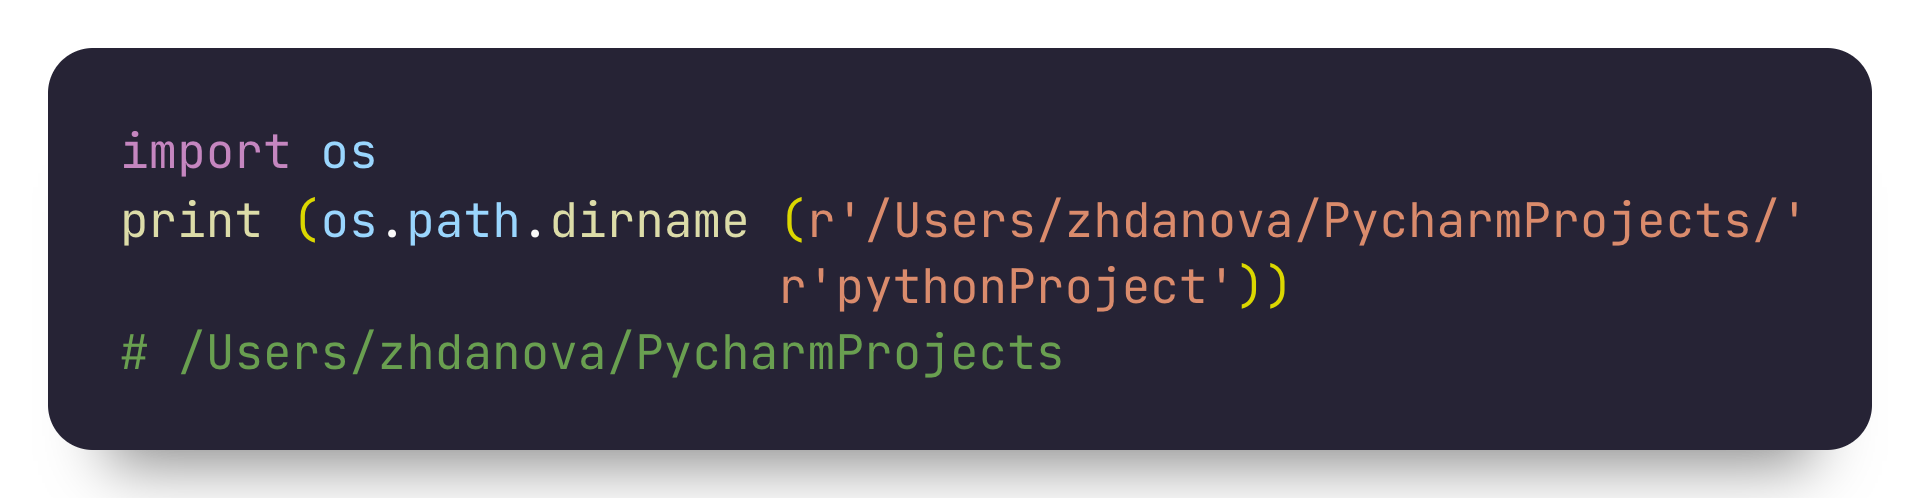 import os
print (os.path.dirname (r'/Users/zhdanova/PycharmProjects/'
r'pythonProject'))
# /Users/zhdanova/PycharmProjects